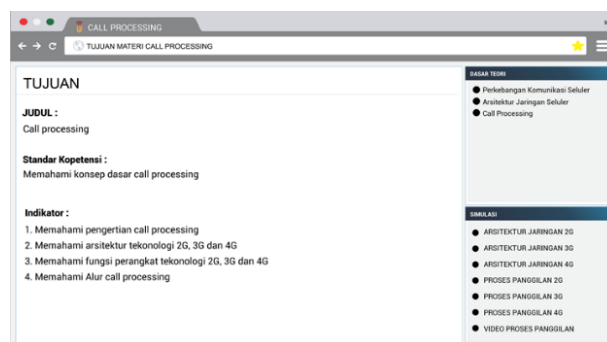 CALL PROCESSING
TUJUAN MATERI CALL PROCESSING
TUJUAN
JUDUL :
Call processing
Standar Kopetensi :
Memahami konsep dasar call processing
Indikator :
1. Memahami pengertian call processing
2. Memahami arsitektur tekonologi 2G, 3G dan 4G
3. Memahami fungsi perangkat tekonologi 2G, 3G dan 4G
4. Memahami Alur call processing
DASAR TEORI
Perkebangan Komunikasi Seluler
Arsitektur Jaringan Seluler
Call Processing
SIMULASI
ARSITEKTUR JARINGAN 2G
ARSITEKTUR JARINGAN 3G
ARSITEKTUR JARINGAN 4G
PROSES PANGGILAN 2G
PROSES PANGGILAN 3G
PROSES PANGGILAN 4G
VIDEO PROSES PANGGILAN